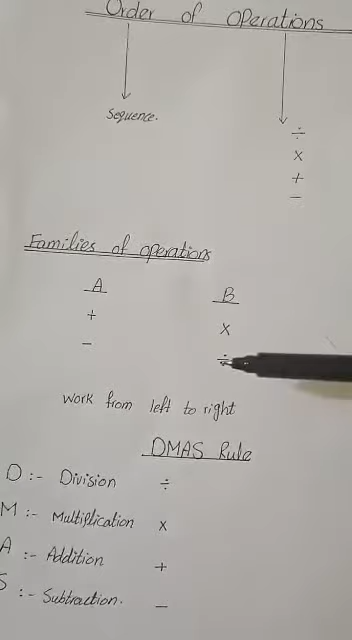 Order of Operations
Sequence.
÷
×
+
−
Families of operations
A B
+ ×
− ÷
work from left to right
DMAS Rule
D :- Division ÷
M :- Multiplication ×
A :- Addition +
S :- Subtraction. −